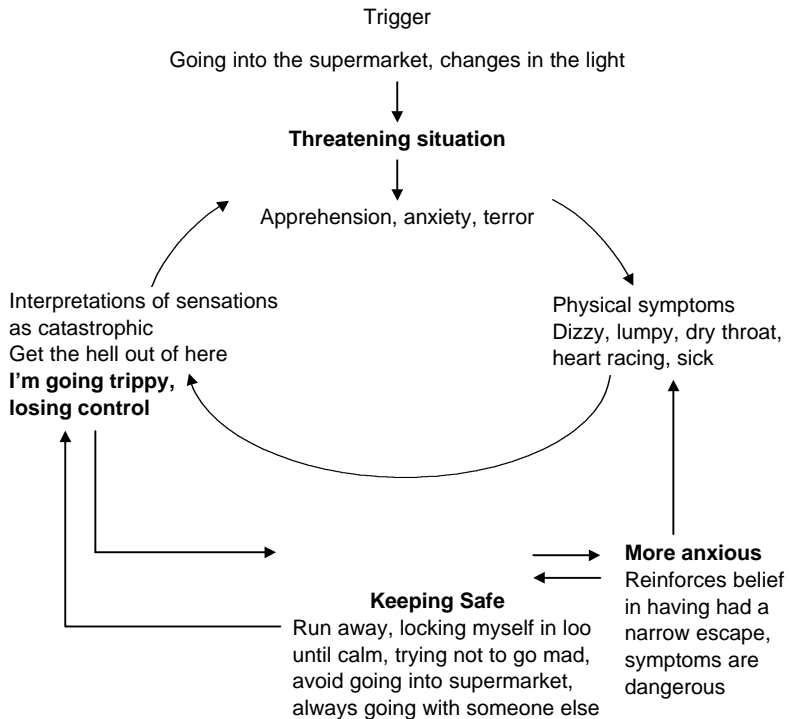 Trigger
Going into the supermarket, changes in the light
Threatening situation
Apprehension, anxiety, terror
Interpretations of sensations
as catastrophic
Get the hell out of here
I'm going trippy,
losing control
Physical symptoms
Dizzy, lumpy, dry throat,
heart racing, sick
Keeping Safe
Run away, locking myself in loo
until calm, trying not to go mad,
avoid going into supermarket,
always going with someone else
More anxious
Reinforces belief
in having had a
narrow escape,
symptoms are
dangerous